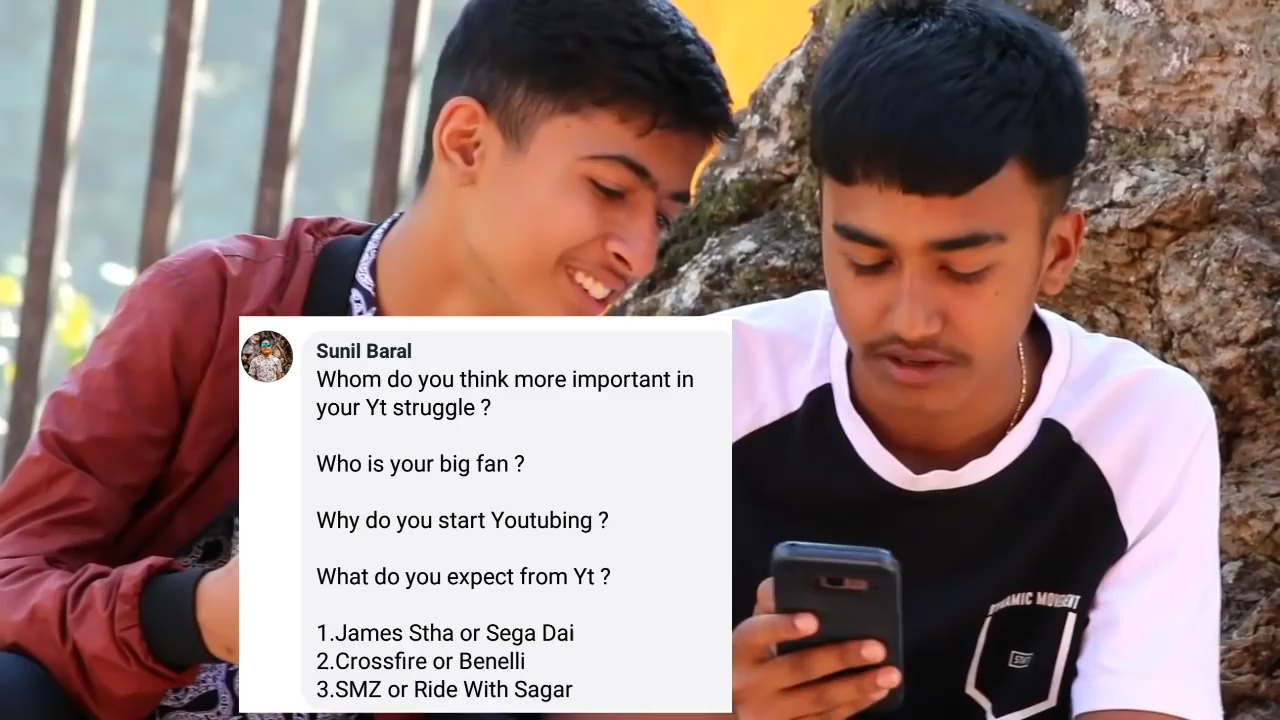 Sunil Baral
Whom do you think more important in
your Yt struggle ?
Who is your big fan ?
Why do you start Youtubing ?
What do you expect from Yt ?
1.James Stha or Sega Dai
2.Crossfire or Benelli
3.SMZ or Ride With Sagar